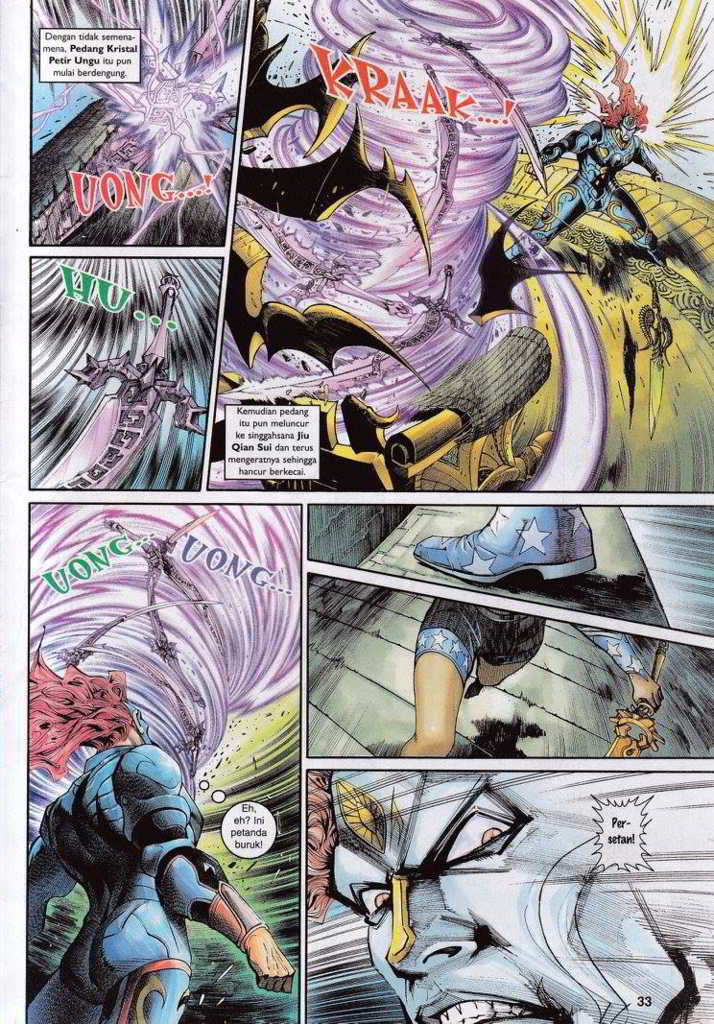 Dengan tidak semena-
mena, Pedang Kristal
Petir Ungu itu pun
mulai berdengung.
UONG...!
KRAAK...!
HU...
Kemudian pedang
itu pun meluncur
ke singgahsana Jiu
Qian Sui dan terus
mengeratnya sehingga
hancur berkecai.
UONG...
UONG...
Eh,
eh? Ini
petanda
buruk!
Per-
setan!
33